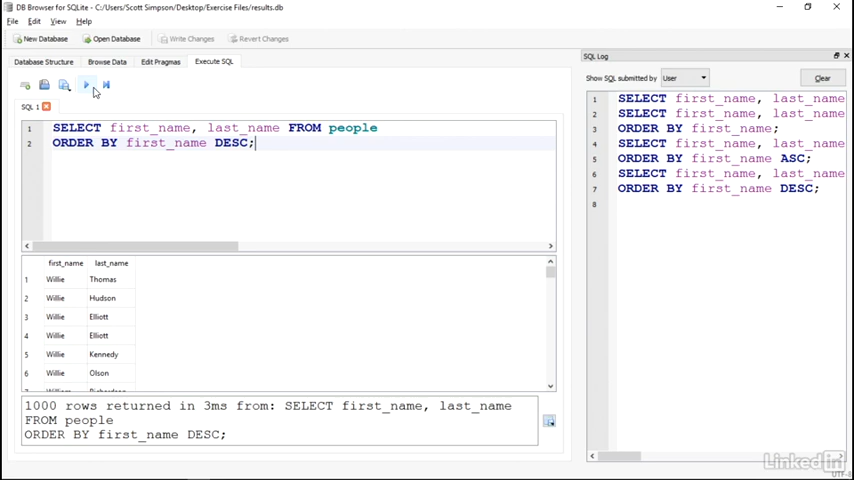 DB Browser for SQLite - C:/Users/Scott Simpson/Desktop/Exercise Files/results.db
File Edit View Help
New Database Open Database Write Changes Revert Changes
Database Structure Browse Data Edit Pragmas Execute SQL
SQL 1
1 SELECT first_name, last_name FROM people
2 ORDER BY first_name DESC;
first_name last_name
1 Willie Thomas
2 Willie Hudson
3 Willie Elliott
4 Willie Elliott
5 Willie Kennedy
6 Willie Olson
1000 rows returned in 3ms from: SELECT first_name, last_name
FROM people
ORDER BY first_name DESC;
SQL Log
Show SQL submitted by User Clear
1 SELECT first_name, last_name
2 SELECT first_name, last_name
3 ORDER BY first_name;
4 SELECT first_name, last_name
5 ORDER BY first_name ASC;
6 SELECT first_name, last_name
7 ORDER BY first_name DESC;
8
LinkedIn
UTF-8